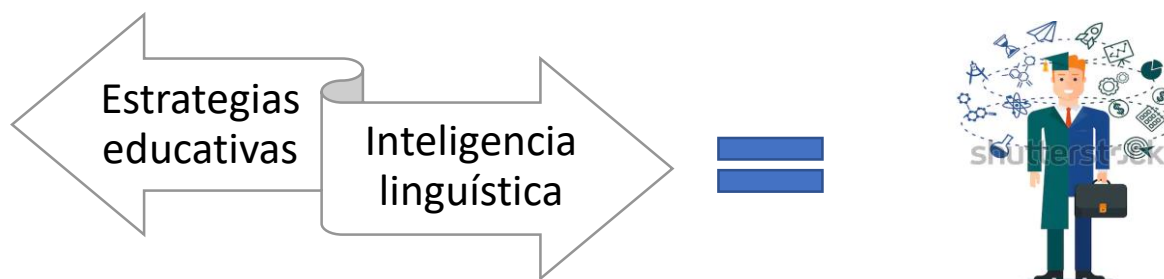 Estrategias
educativas
Inteligencia
linguística
shutterstock